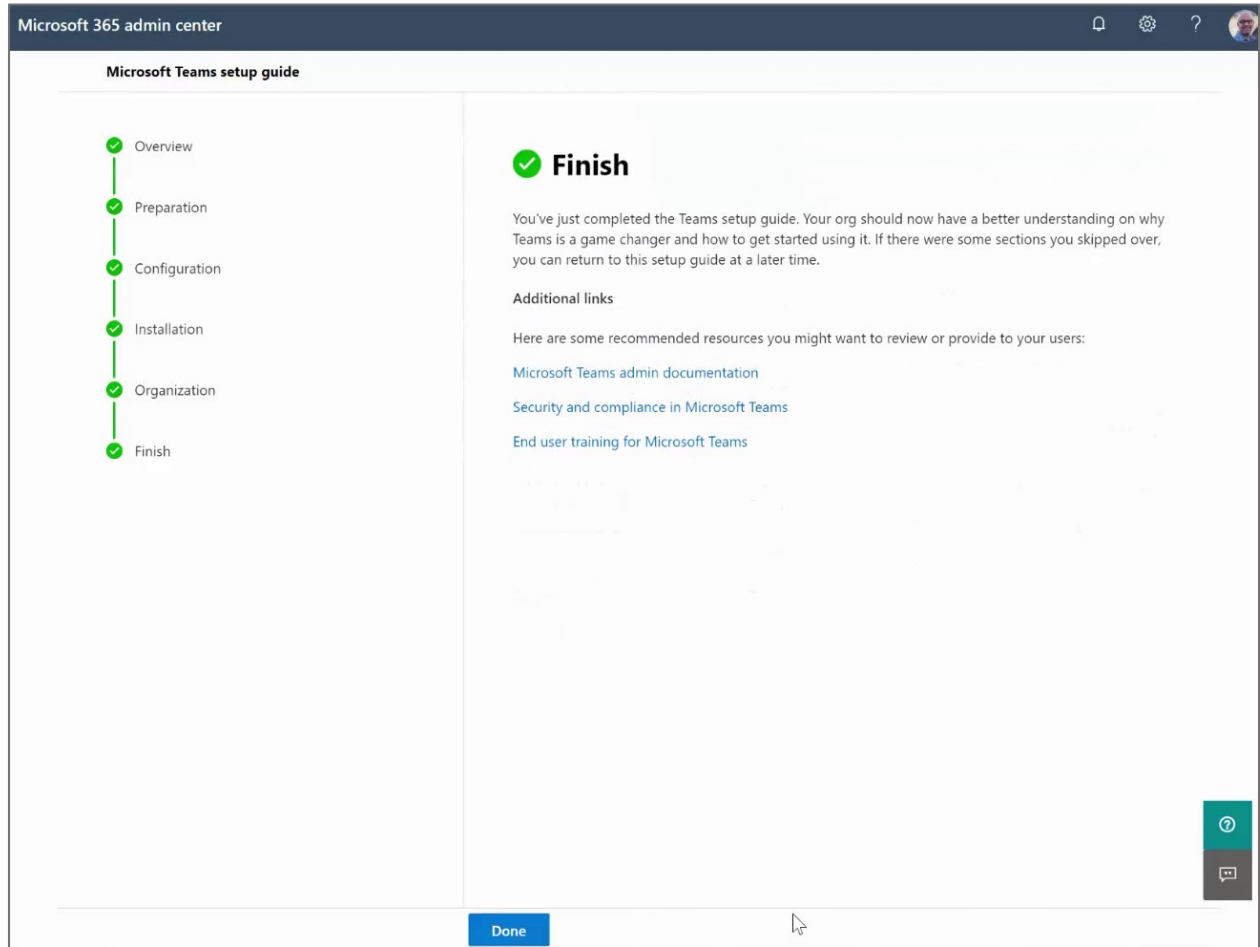 Microsoft 365 admin center
?
Microsoft Teams setup guide
Overview
Preparation
Configuration
Installation
Organization
Finish
Finish
You've just completed the Teams setup guide. Your org should now have a better understanding on why
Teams is a game changer and how to get started using it. If there were some sections you skipped over,
you can return to this setup guide at a later time.
Additional links
Here are some recommended resources you might want to review or provide to your users:
Microsoft Teams admin documentation
Security and compliance in Microsoft Teams
End user training for Microsoft Teams
Done